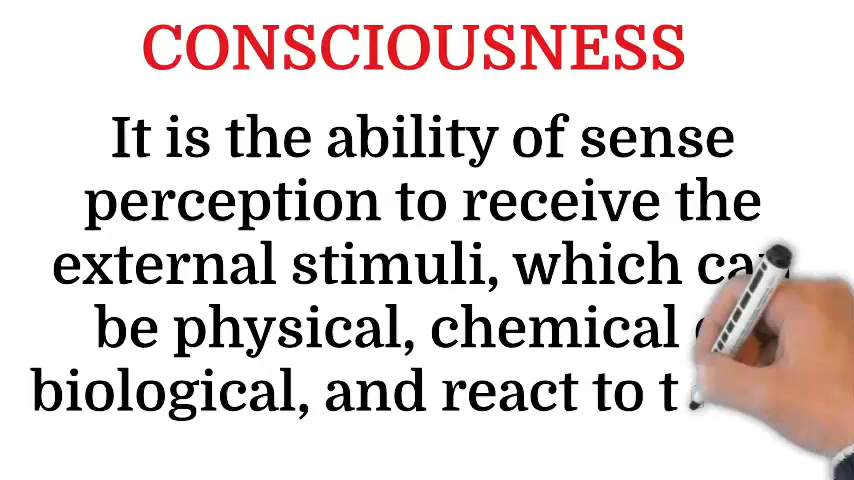 CONSCIOUSNESS
It is the ability of sense
perception to receive the
external stimuli, which can
be physical, chemical
biological, and react to